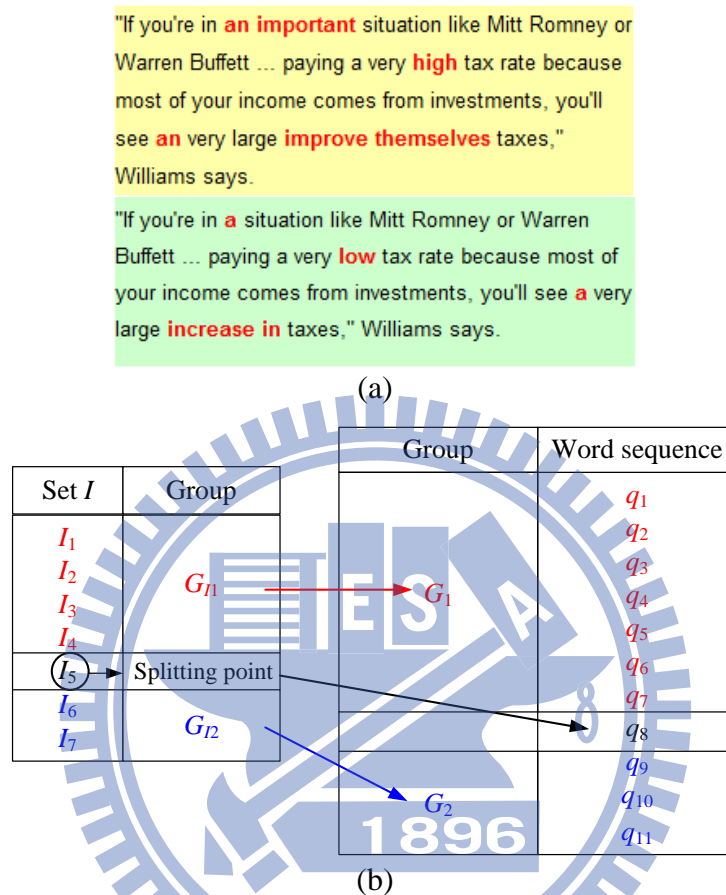 "If you're in an important situation like Mitt Romney or
Warren Buffett ... paying a very high tax rate because
most of your income comes from investments, you'll
see an very large improve themselves taxes,"
Williams says.
"If you're in a situation like Mitt Romney or Warren
Buffett ... paying a very low tax rate because most of
your income comes from investments, you'll see a very
large increase in taxes," Williams says.
(a)
Set I Group
I1
I2
I3
I4
GI1
I5 Splitting point
I6
I7
GI2
Group Word sequence
G1
q1
q2
q3
q4
q5
q6
q7
q8
G2
q9
q10
q11
E S A
8
1896
(b)